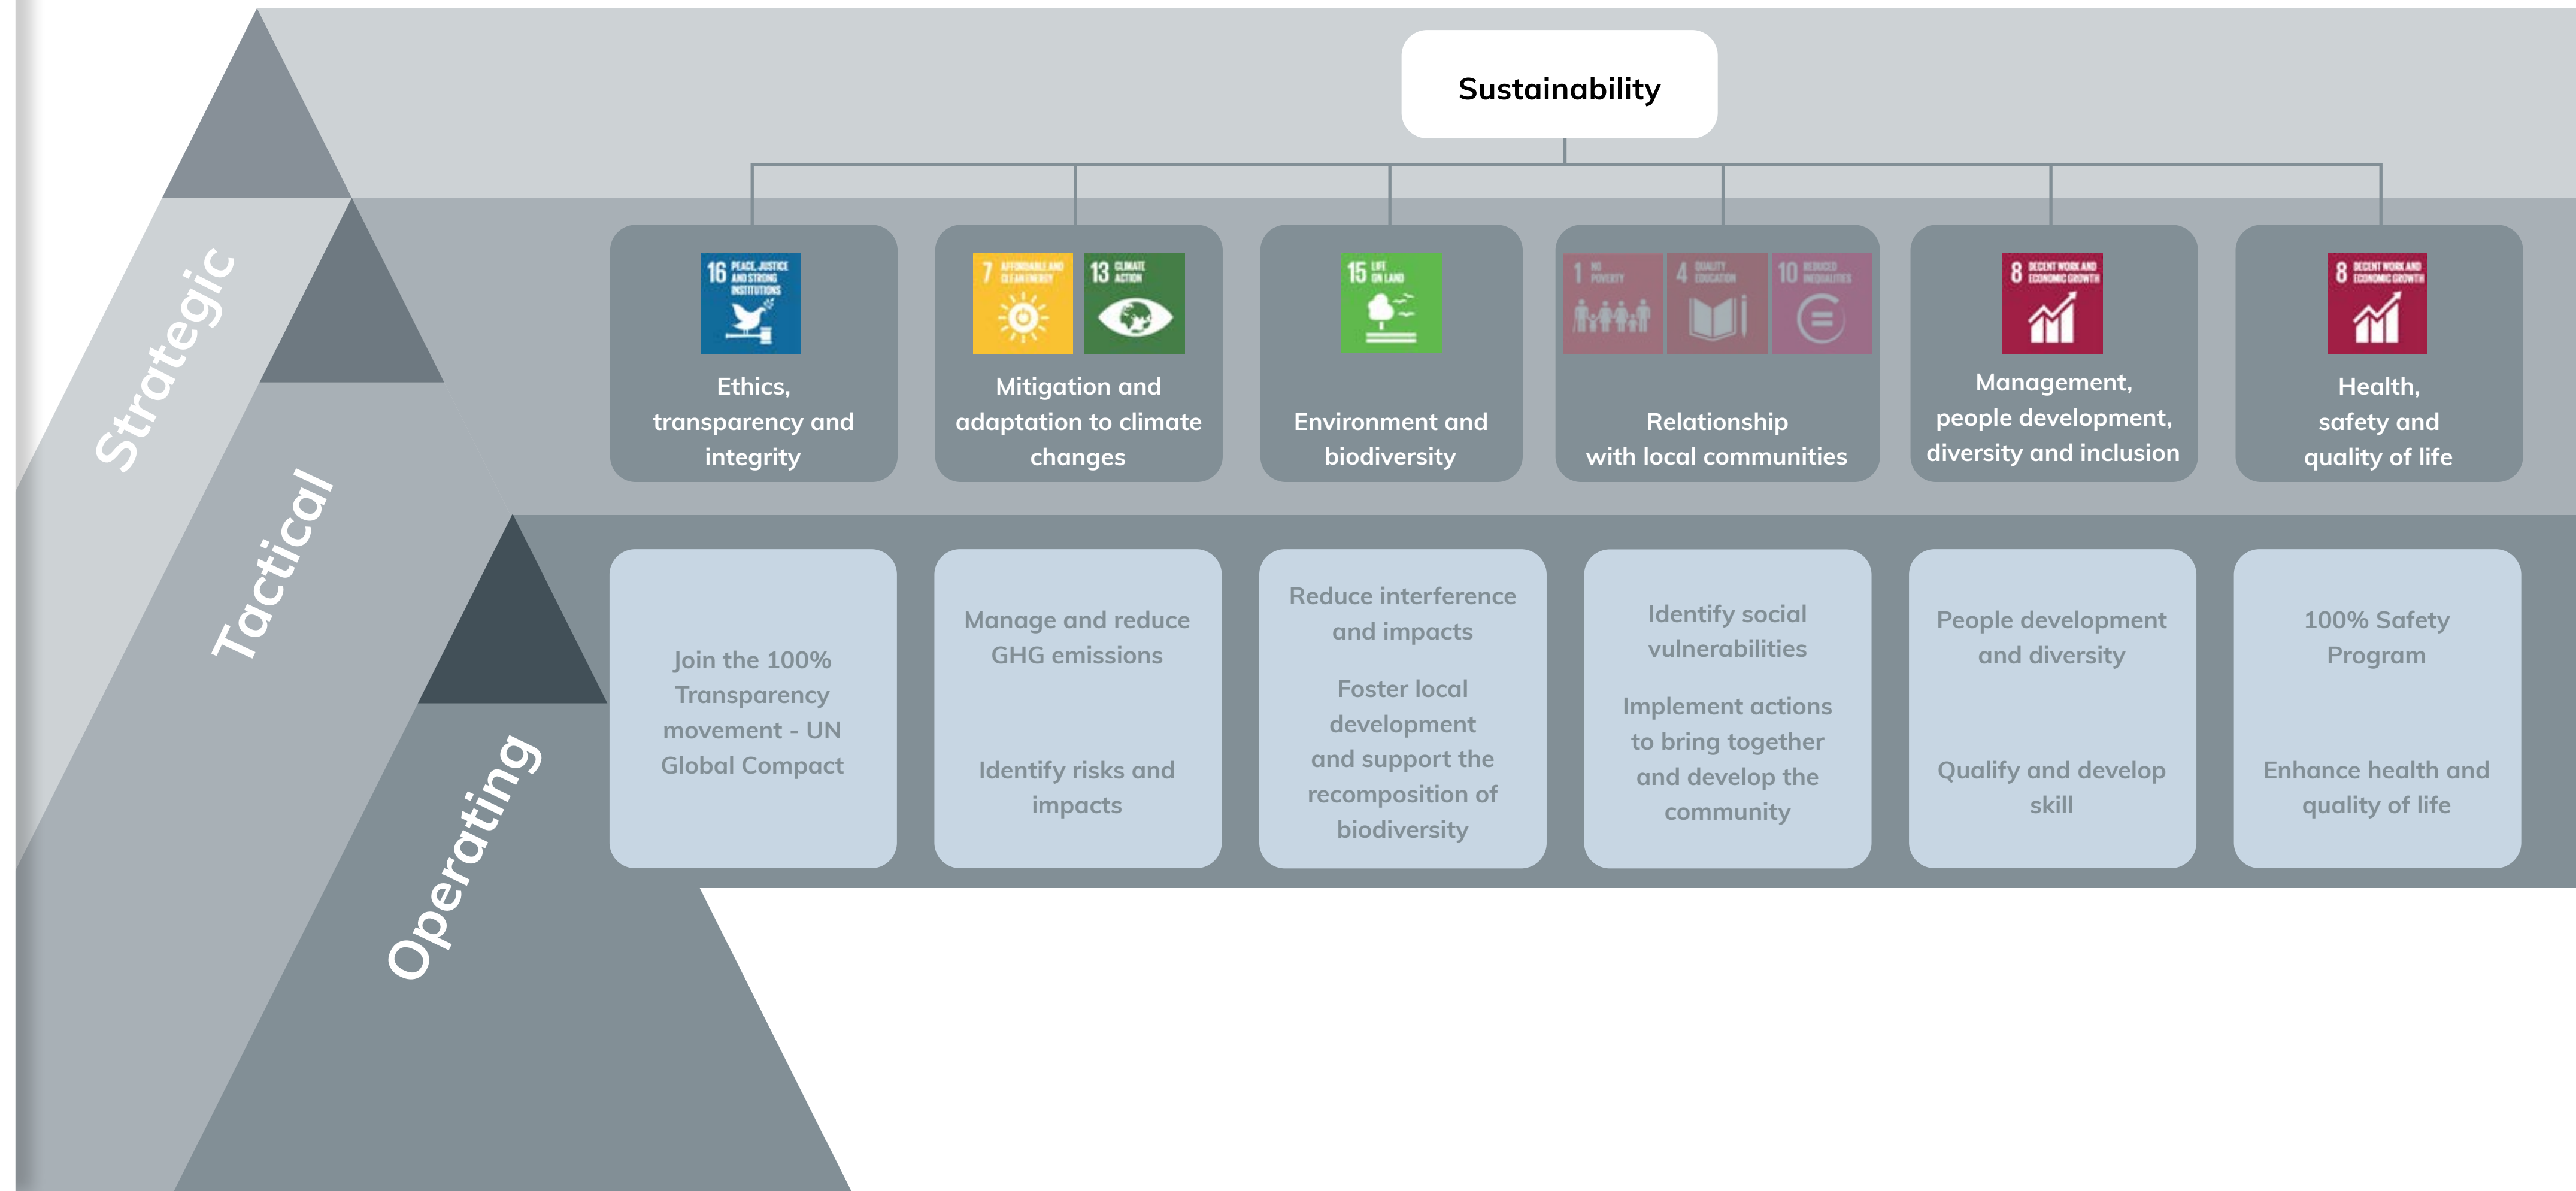 Sustainability
Strategic
16 PEACE, JUSTICE
AND STRONG
INSTITUTIONS
Ethics,
transparency and
integrity
7 AFFORDABLE AND
CLEAN ENERGY
13 CLIMATE
ACTION
Mitigation and
adaptation to climate
changes
15 LIFE
ON LAND
Environment and
biodiversity
1 NO
POVERTY
4 QUALITY
EDUCATION
10 REDUCED
INEQUALITIES
Relationship
with local communities
8 DECENT WORK AND
ECONOMIC GROWTH
Management,
people development,
diversity and inclusion
8 DECENT WORK AND
ECONOMIC GROWTH
Health,
safety and
quality of life
Tactical
Join the 100%
Transparency
movement - UN
Global Compact
Manage and reduce
GHG emissions
Identify risks and
impacts
Reduce interference
and impacts
Foster local
development
and support the
recomposition of
biodiversity
Identify social
vulnerabilities
Implement actions
to bring together
and develop the
community
People development
and diversity
Qualify and develop
skill
100% Safety
Program
Enhance health and
quality of life
Operating